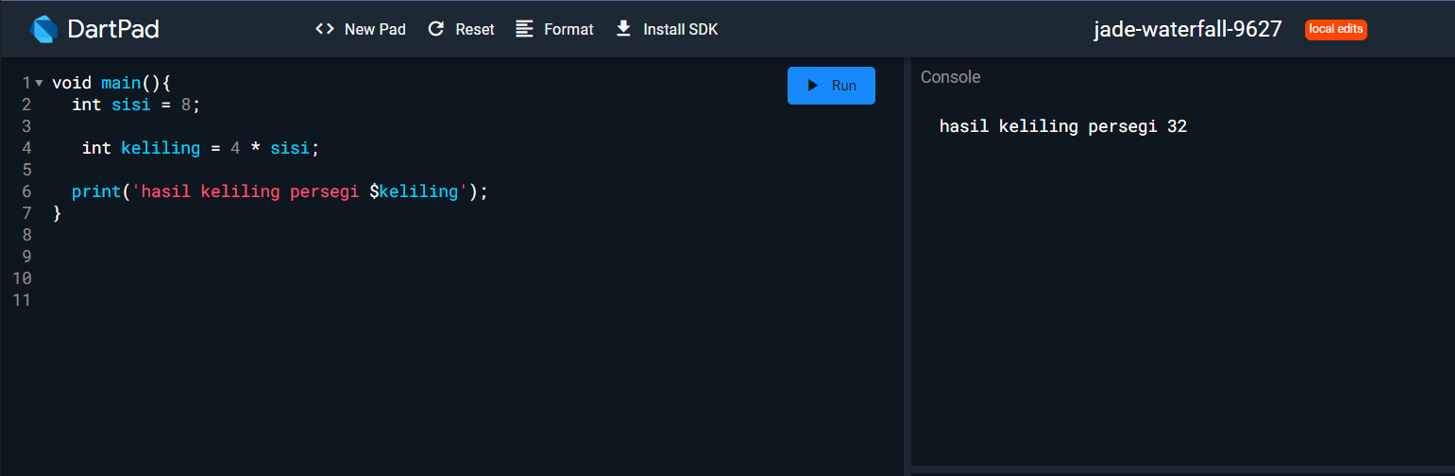 DartPad <> New Pad Reset Format Install SDK jade-waterfall-9627 local edits
Run
Console
1 void main(){
2   int sisi = 8;
3
4    int keliling = 4 * sisi;
5
6   print('hasil keliling persegi $keliling');
7 }
8
9
10
11
hasil keliling persegi 32